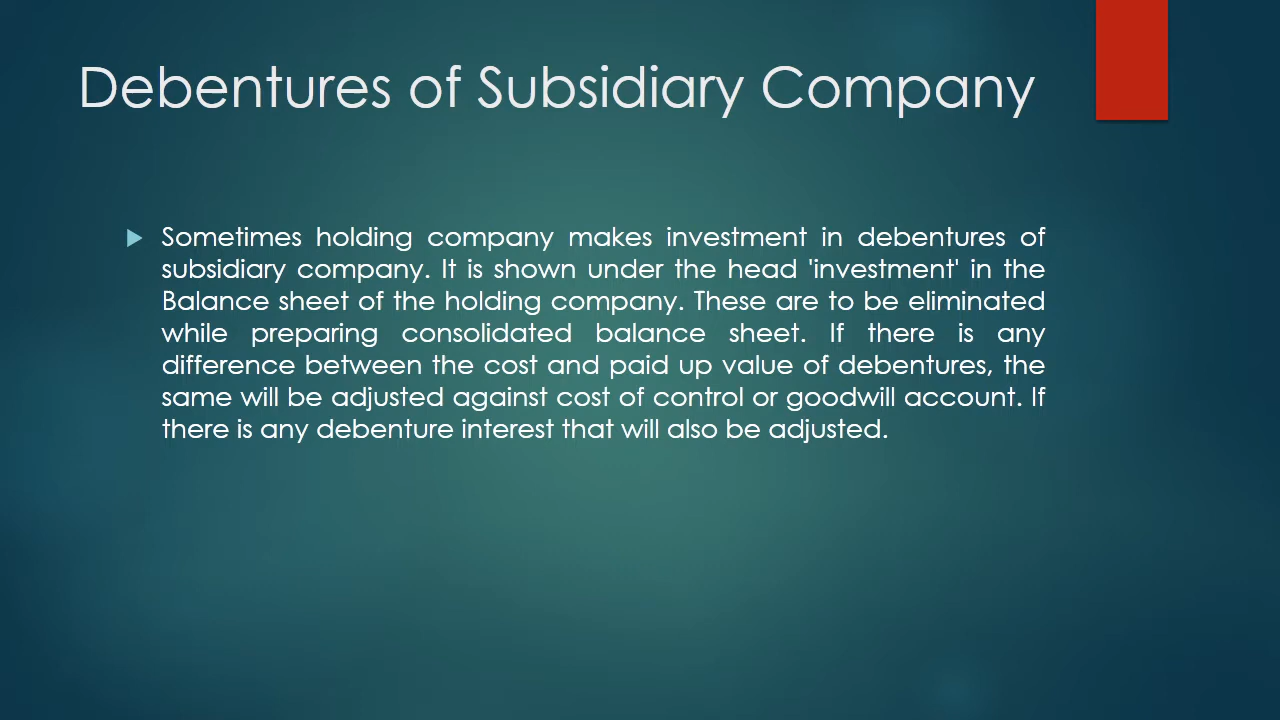 Debentures of Subsidiary Company
Sometimes holding company makes investment in debentures of
subsidiary company. It is shown under the head 'investment' in the
Balance sheet of the holding company. These are to be eliminated
while preparing consolidated balance sheet. If there is any
difference between the cost and paid up value of debentures, the
same will be adjusted against cost of control or goodwill account. If
there is any debenture interest that will also be adjusted.